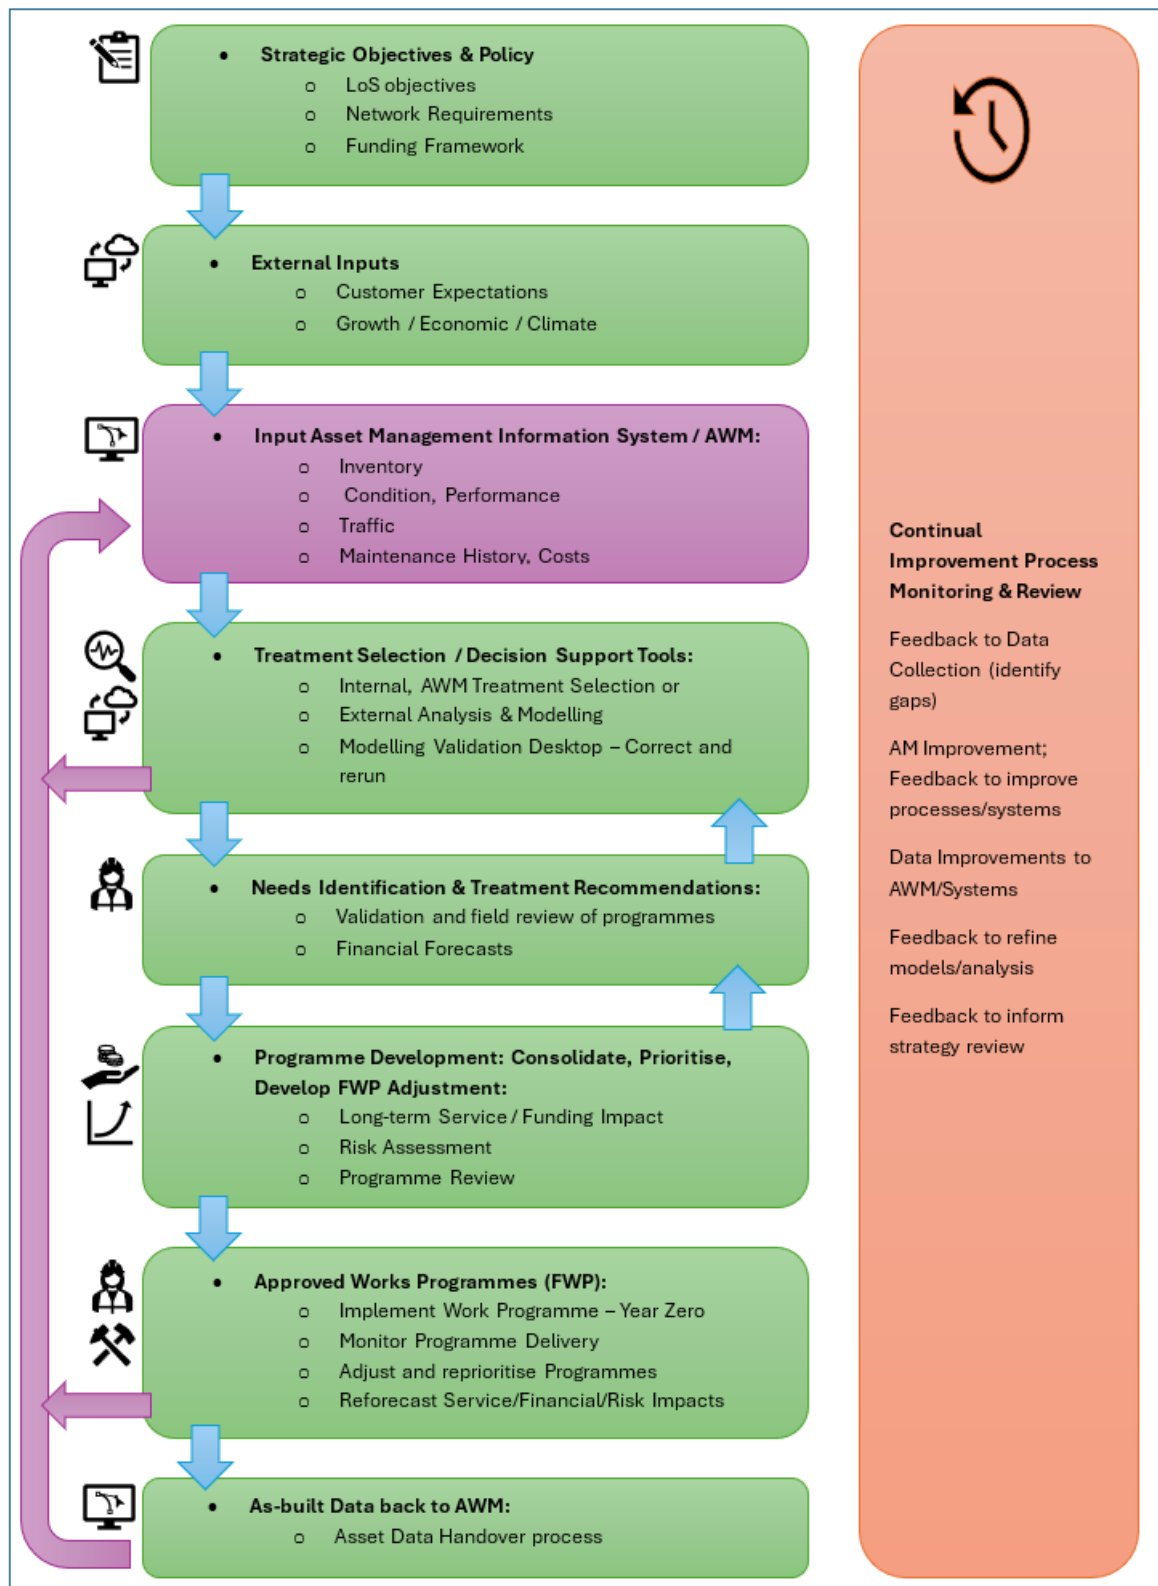 • Strategic Objectives & Policy
o LoS objectives
o Network Requirements
o Funding Framework
• External Inputs
o Customer Expectations
o Growth / Economic / Climate
• Input Asset Management Information System / AWM:
o Inventory
o Condition, Performance
o Traffic
o Maintenance History, Costs
• Treatment Selection / Decision Support Tools:
o Internal, AWM Treatment Selection or
o External Analysis & Modelling
o Modelling Validation Desktop – Correct and
rerun
• Needs Identification & Treatment Recommendations:
o Validation and field review of programmes
o Financial Forecasts
• Programme Development: Consolidate, Prioritise,
Develop FWP Adjustment:
o Long-term Service / Funding Impact
o Risk Assessment
o Programme Review
• Approved Works Programmes (FWP):
o Implement Work Programme – Year Zero
o Monitor Programme Delivery
o Adjust and reprioritise Programmes
o Reforecast Service/Financial/Risk Impacts
• As-built Data back to AWM:
o Asset Data Handover process
Continual
Improvement Process
Monitoring & Review
Feedback to Data
Collection (identify
gaps)
AM Improvement;
Feedback to improve
processes/systems
Data Improvements to
AWM/Systems
Feedback to refine
models/analysis
Feedback to inform
strategy review